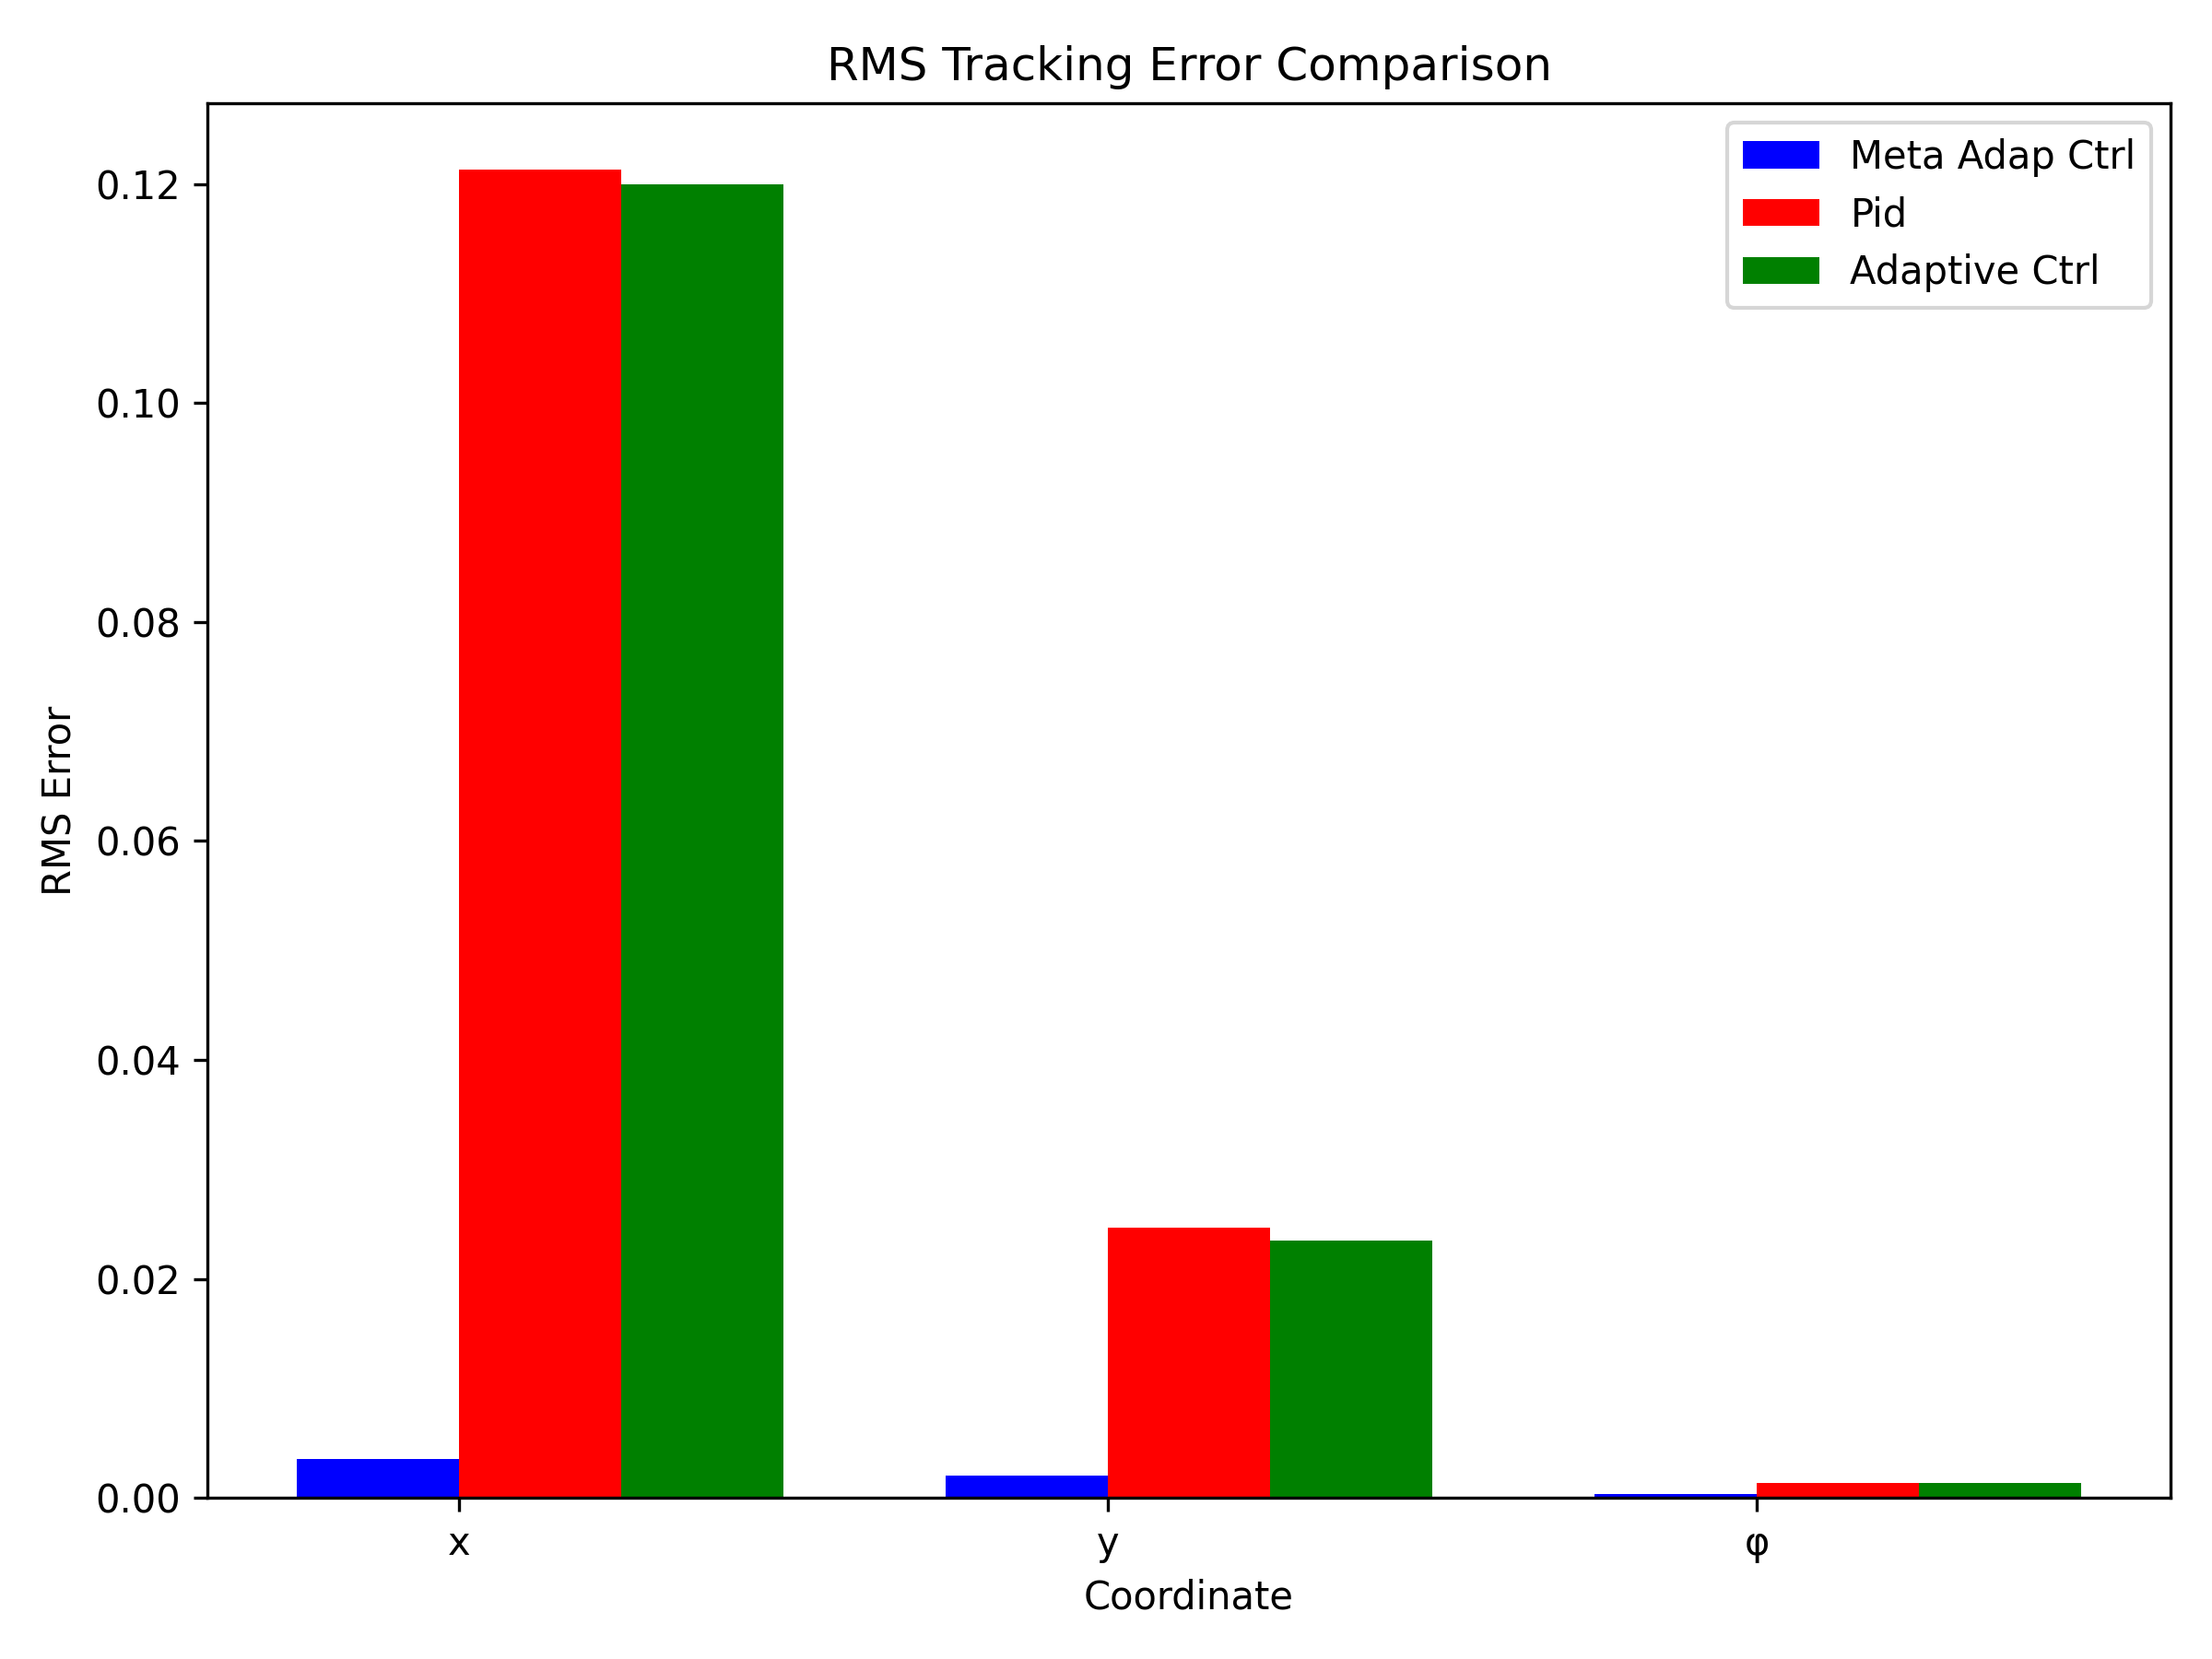 RMS Tracking Error Comparison
Meta Adap Ctrl
Pid
Adaptive Ctrl
RMS Error
0.12
0.10
0.08
0.06
0.04
0.02
0.00
x
y
φ
Coordinate